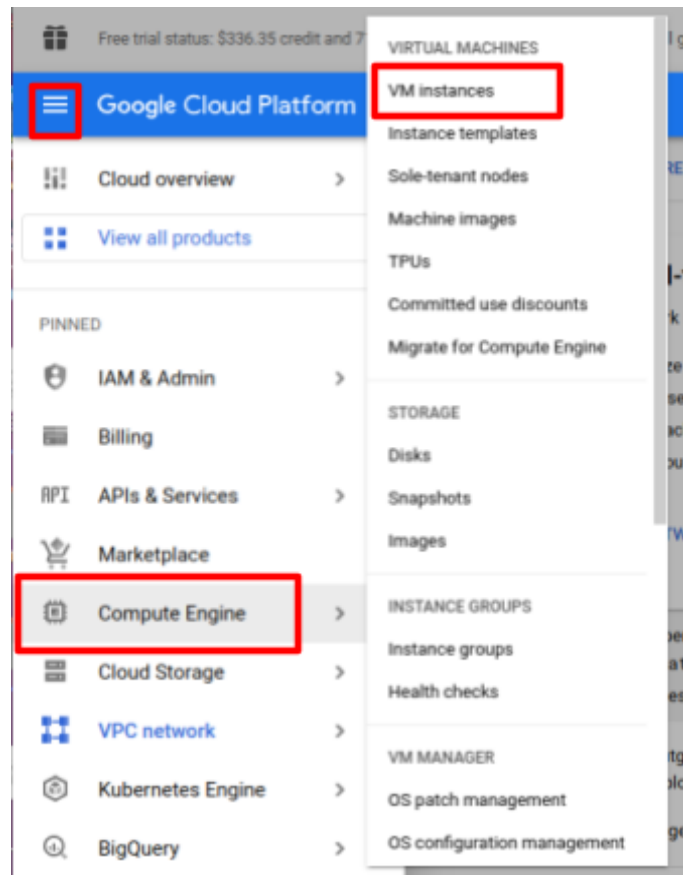 Free trial status: $336.35 credit and 7
Google Cloud Platform
Cloud overview
View all products
PINNED
IAM & Admin
Billing
API APIs & Services
Marketplace
Compute Engine
Cloud Storage
VPC network
Kubernetes Engine
BigQuery
VIRTUAL MACHINES
VM instances
Instance templates
Sole-tenant nodes
Machine images
TPUs
Committed use discounts
Migrate for Compute Engine
STORAGE
Disks
Snapshots
Images
INSTANCE GROUPS
Instance groups
Health checks
VM MANAGER
OS patch management
OS configuration management